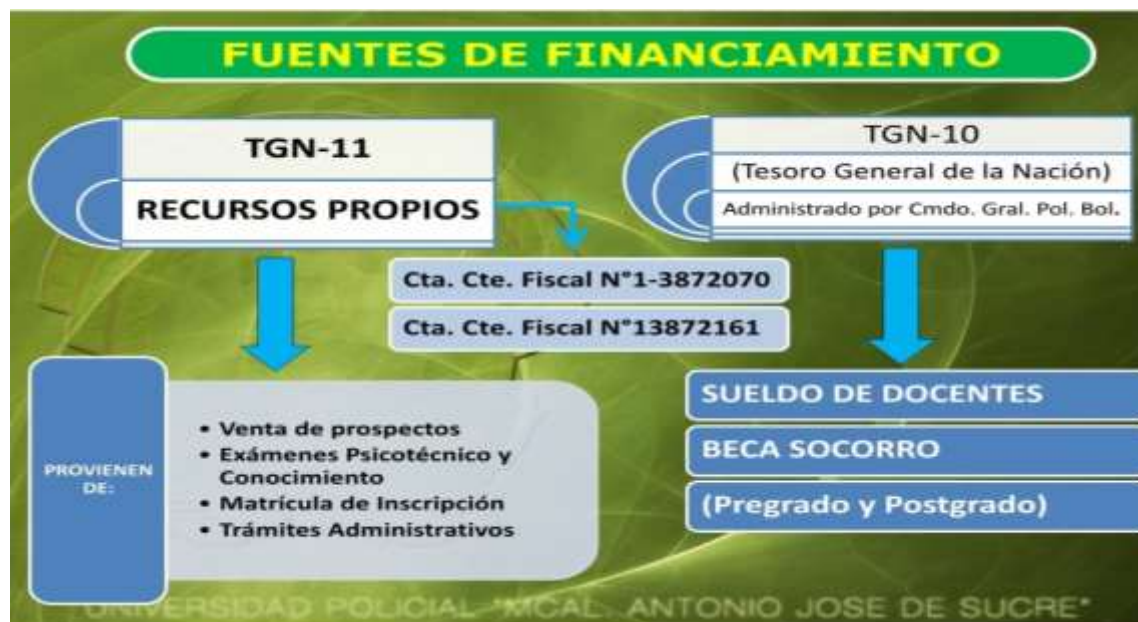 FUENTES DE FINANCIAMIENTO
TGN-11
RECURSOS PROPIOS
TGN-10
(Tesoro General de la Nación)
Administrado por Cmdo. Gral. Pol. Bol.
Cta. Cte. Fiscal N°1-3872070
Cta. Cte. Fiscal N°13872161
PROVIENEN
DE:
• Venta de prospectos
• Exámenes Psicotécnico y
Conocimiento
• Matrícula de Inscripción
• Trámites Administrativos
SUELDO DE DOCENTES
BECA SOCORRO
(Pregrado y Postgrado)
UNIVERSIDAD POLICIAL "MCAL. ANTONIO JOSE DE SUCRE"